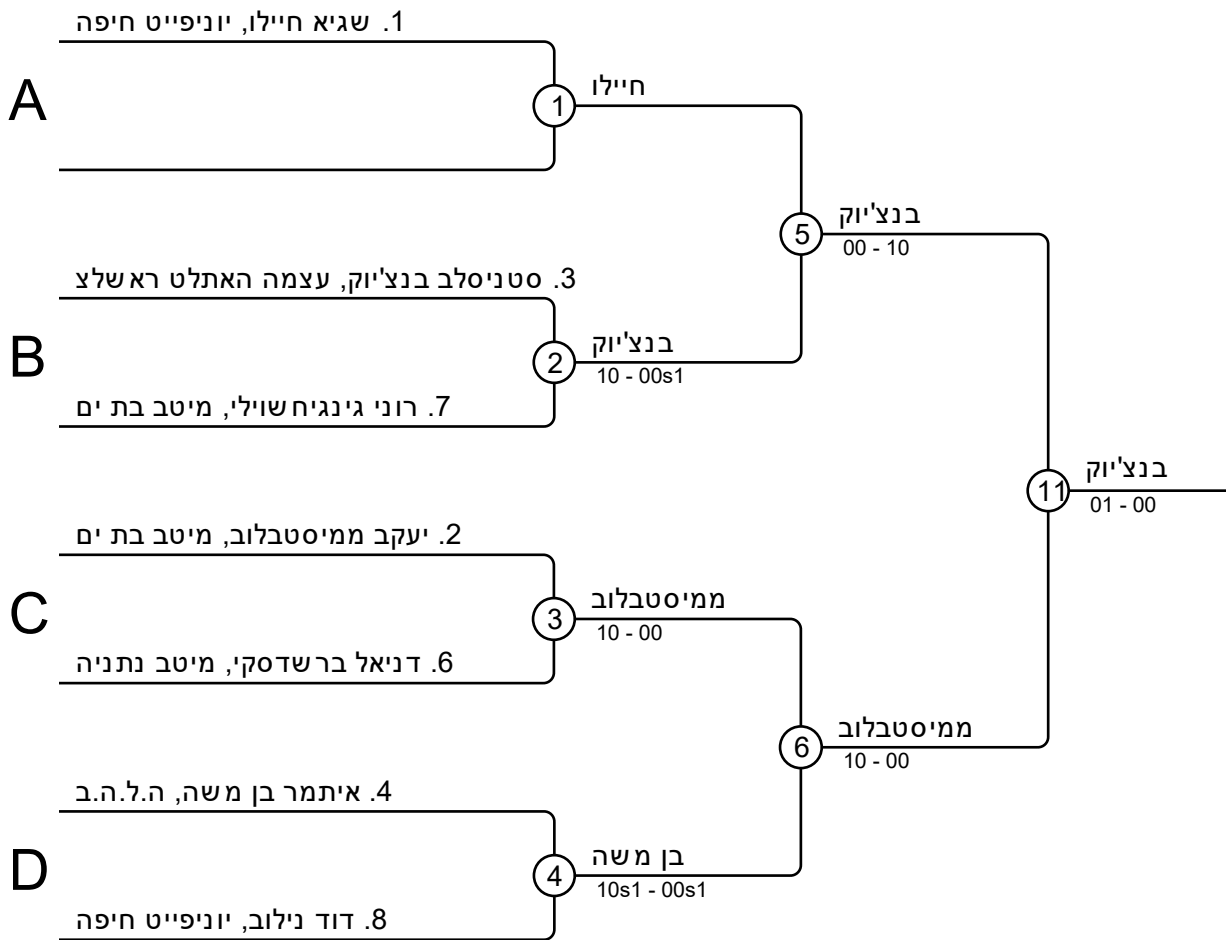 1. שגיא חיילו, יוניפייט חיפה
A
1
חיילו
5
בנצ'יוק
00 - 10
3. סטניסלב בנצ'יוק, עצמה האתלט ראשלצ
B
2
בנצ'יוק
10 - 00s1
7. רוני גינגיחשוילי, מיטב בת ים
11
בנצ'יוק
01 - 00
2. יעקב ממיסטבלוב, מיטב בת ים
C
3
ממיסטבלוב
10 - 00
6. דניאל ברשדסקי, מיטב נתניה
6
ממיסטבלוב
10 - 00
4. איתמר בן משה, ה.ל.ה.ב
D
4
בן משה
10s1 - 00s1
8. דוד נילוב, יוניפייט חיפה